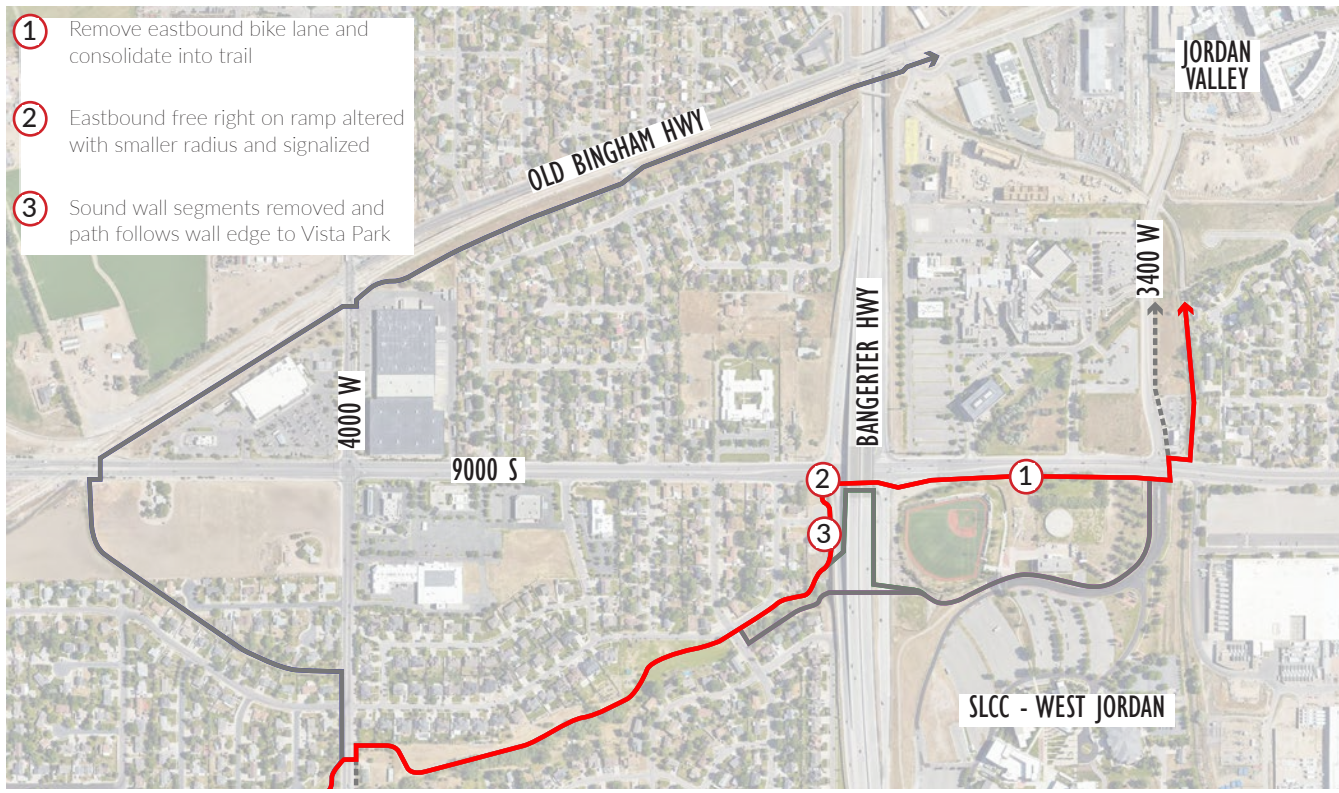 1 Remove eastbound bike lane and
consolidate into trail
2 Eastbound free right on ramp altered
with smaller radius and signalized
3 Sound wall segments removed and
path follows wall edge to Vista Park
JORDAN
VALLEY
OLD BINGHAM HWY
3400 W
BANGERTER HWY
4000 W
9000 S
1
2
3
SLCC - WEST JORDAN